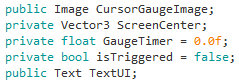 public Image CursorGaugeImage;
private Vector3 ScreenCenter;
private float GaugeTimer = 0.0f;
private bool isTriggered = false;
public Text TextUI;